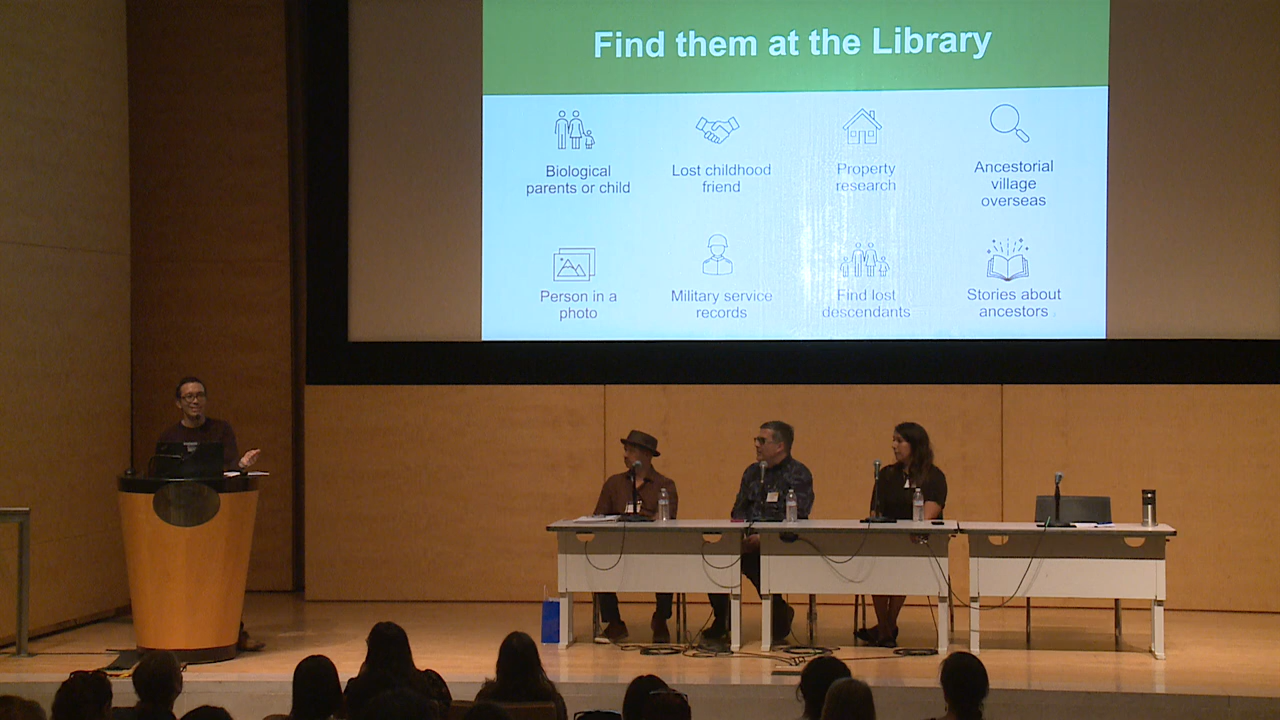 Find them at the Library
Biological
parents or child
Lost childhood
friend
Property
research
Ancestorial
village
overseas
Person in a
photo
Military service
records
Find lost
descendants
Stories about
ancestors